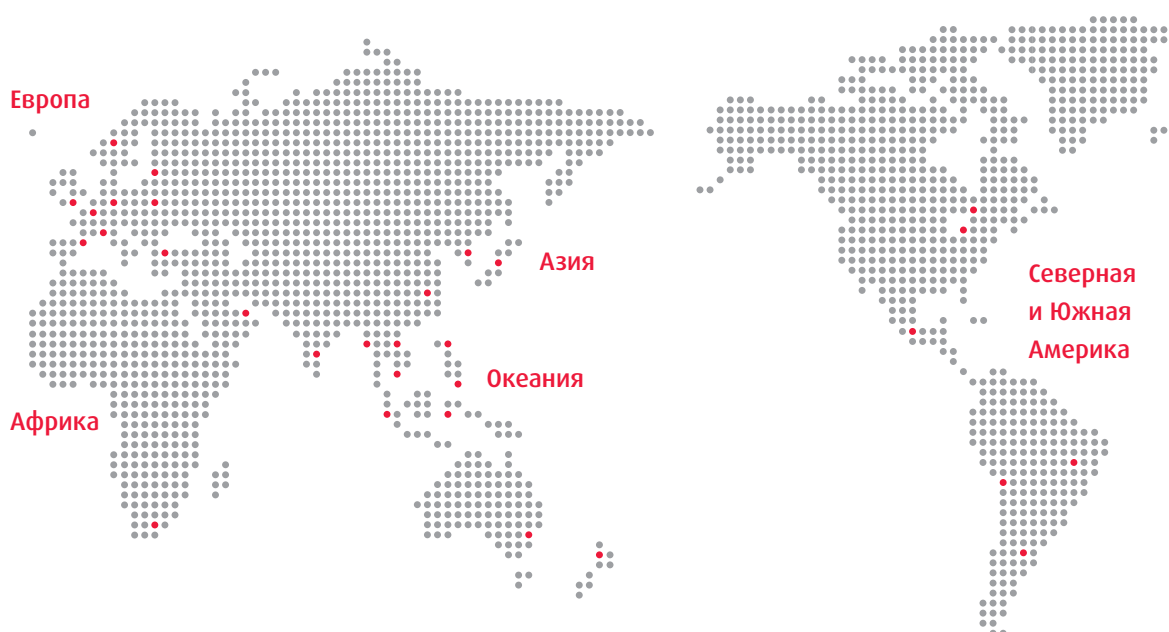 Европа
Азия
Северная
и Южная
Америка
Океания
Африка